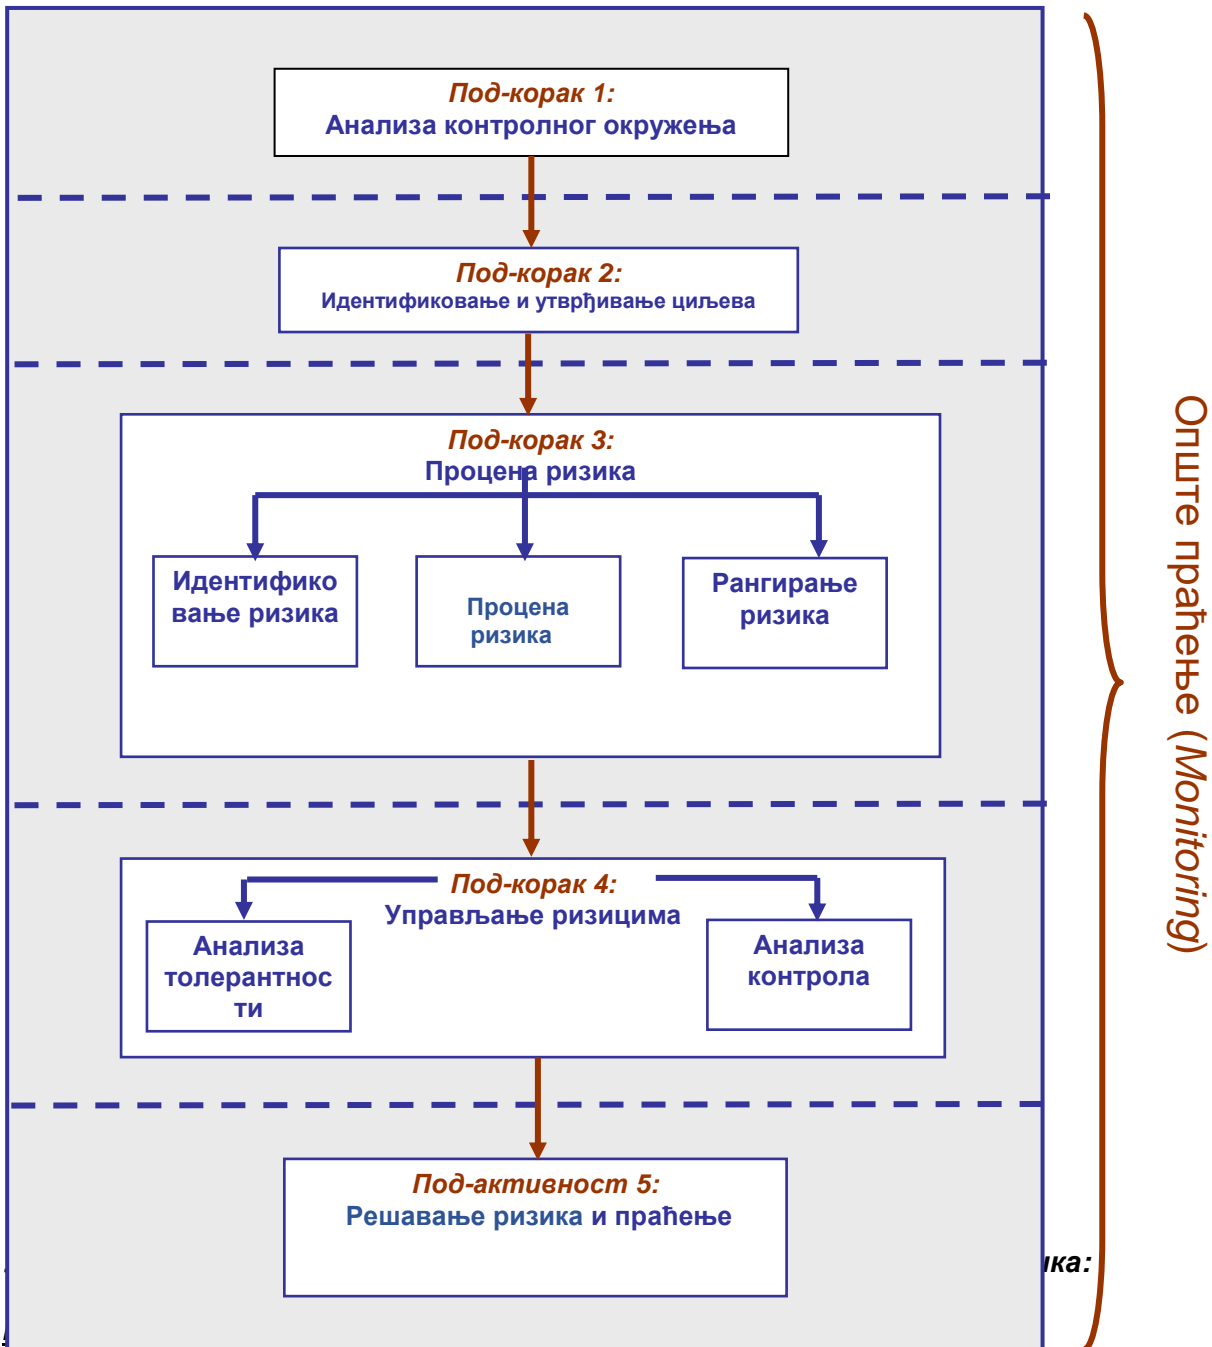 Под-корак 1:
Анализа контролног окружења
Под-корак 2:
Идентификовање и утврђивање циљева
Под-корак 3:
Процена ризика
Идентифико
вање ризика
Процена
ризика
Рангирање
ризика
Под-корак 4:
Управљање ризицима
Анализа
толерантнос
ти
Анализа
контрола
Под-активност 5:
Решавање ризика и праћење
Опште праћење (Monitoring)